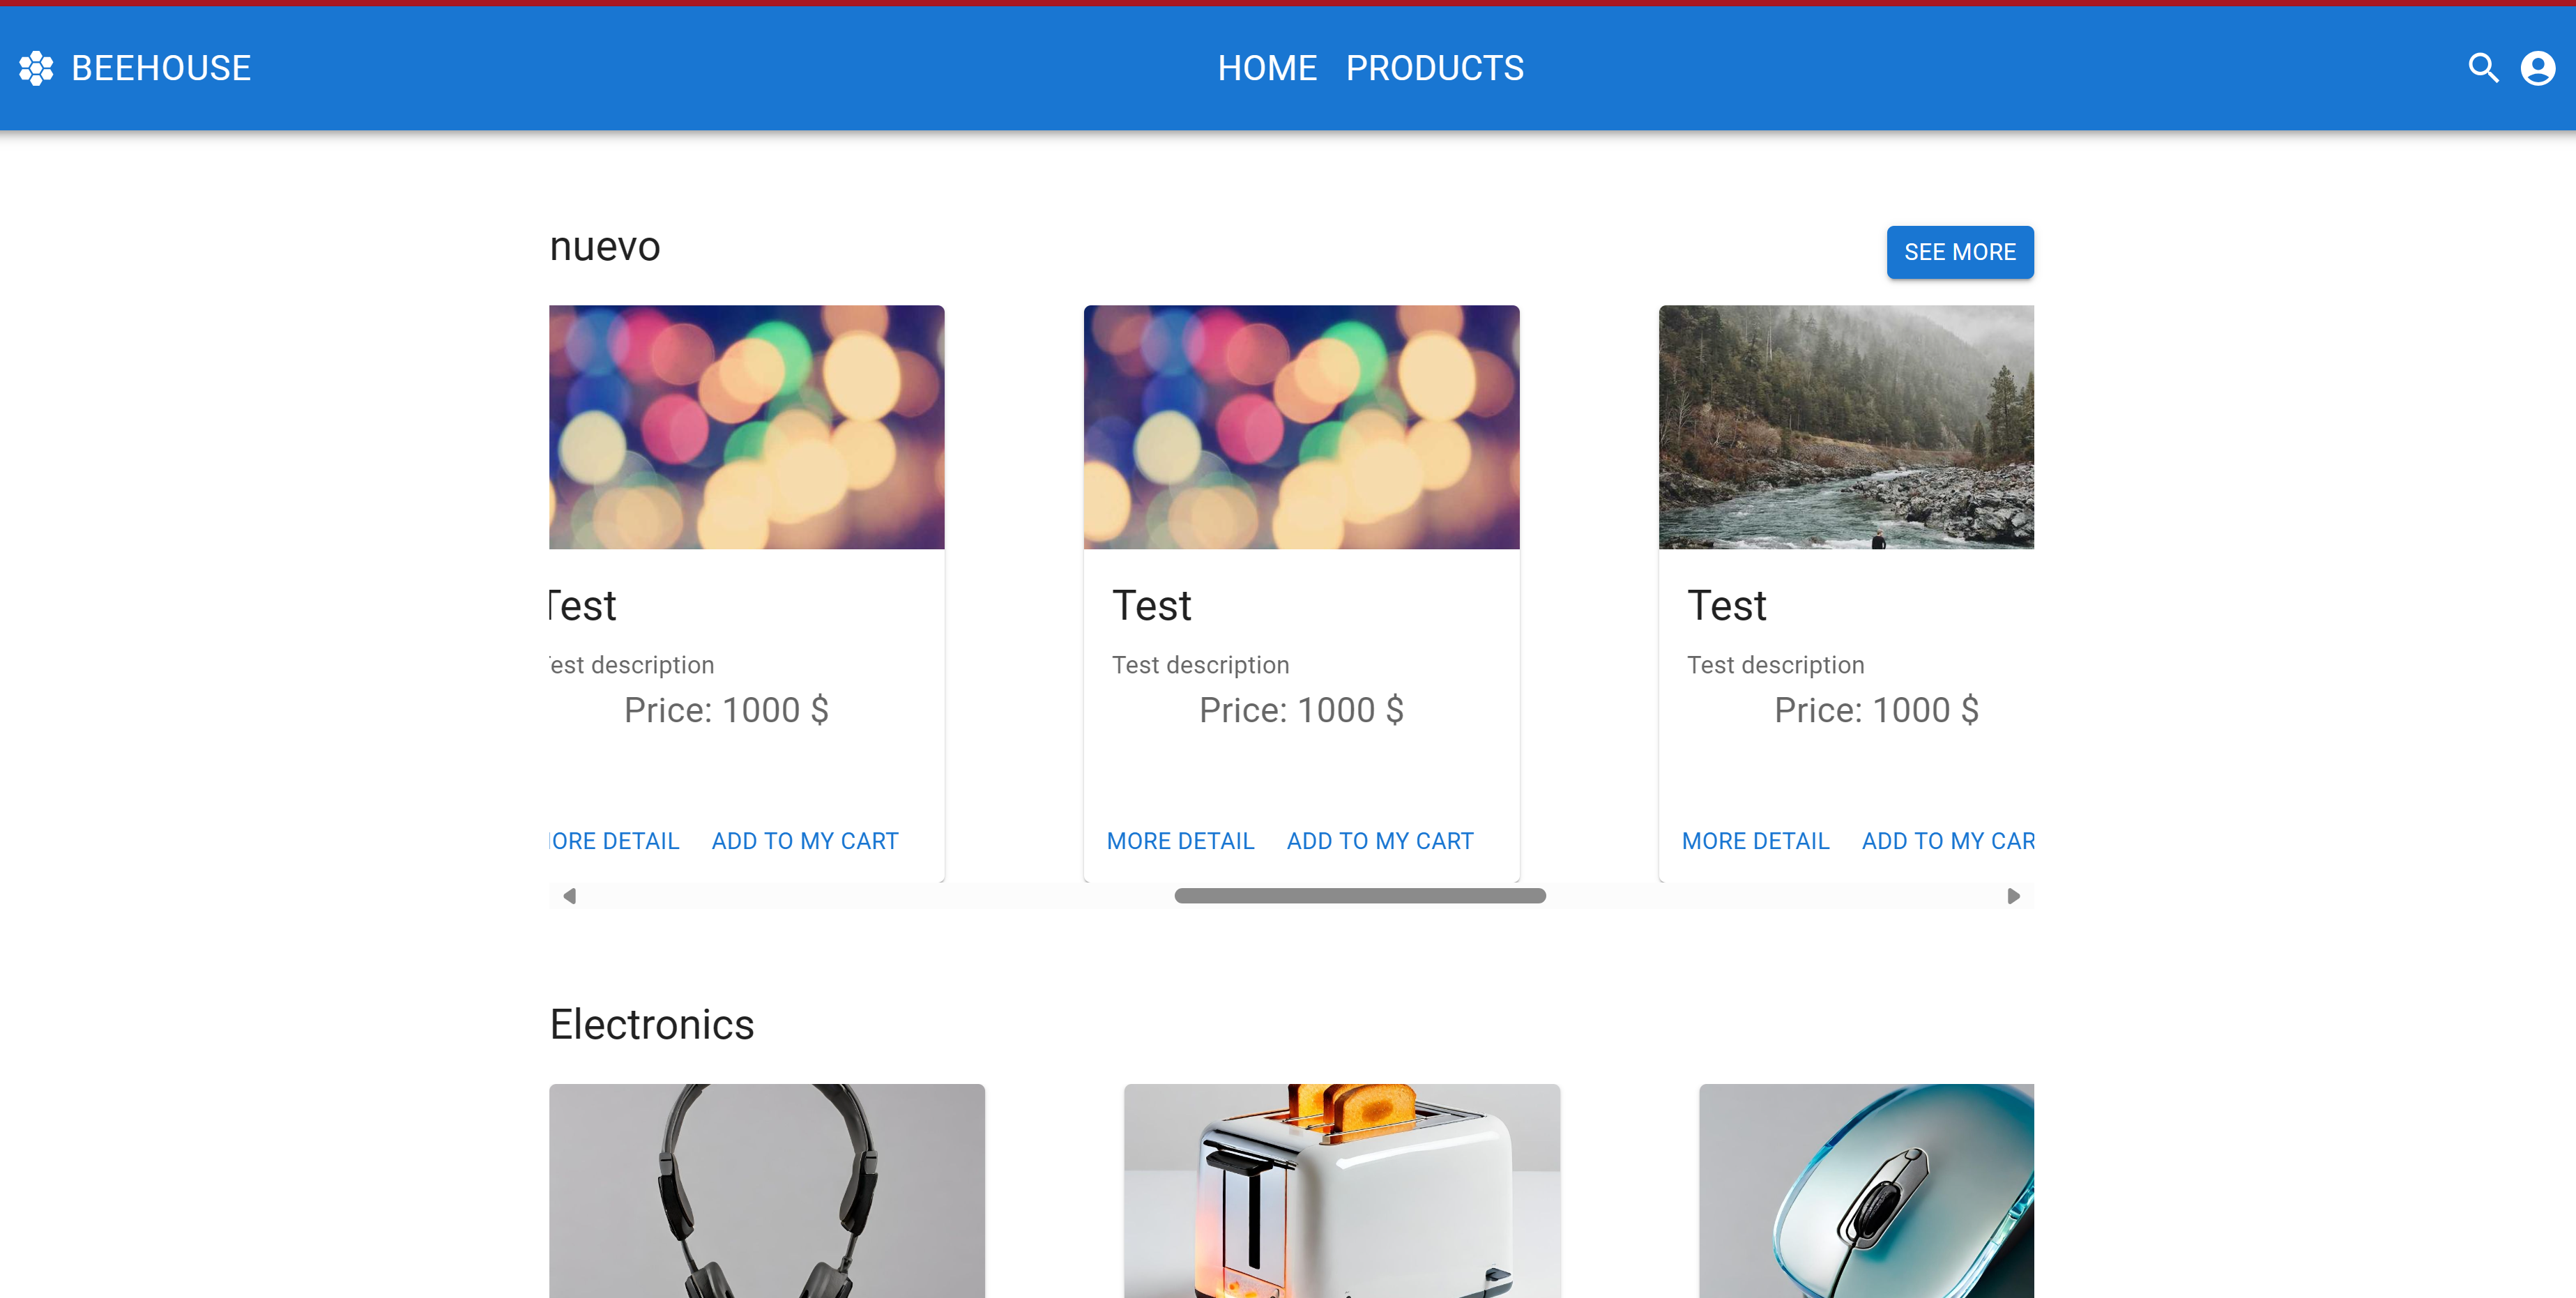 BEEHOUSE
HOME PRODUCTS
nuevo
SEE MORE
Test
Test description
Price: 1000 $
ORE DETAIL ADD TO MY CART
Test
Test description
Price: 1000 $
MORE DETAIL ADD TO MY CART
Test
Test description
Price: 1000 $
MORE DETAIL ADD TO MY CAR
Electronics